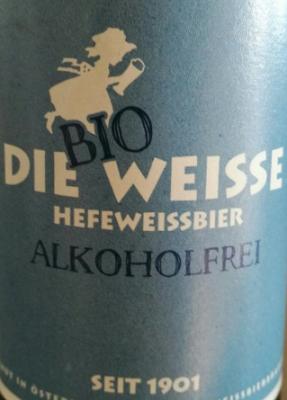 BIO
DIE WEISSE
HEFEWEISSBIER
ALKOHOLFREI
SEIT 1901